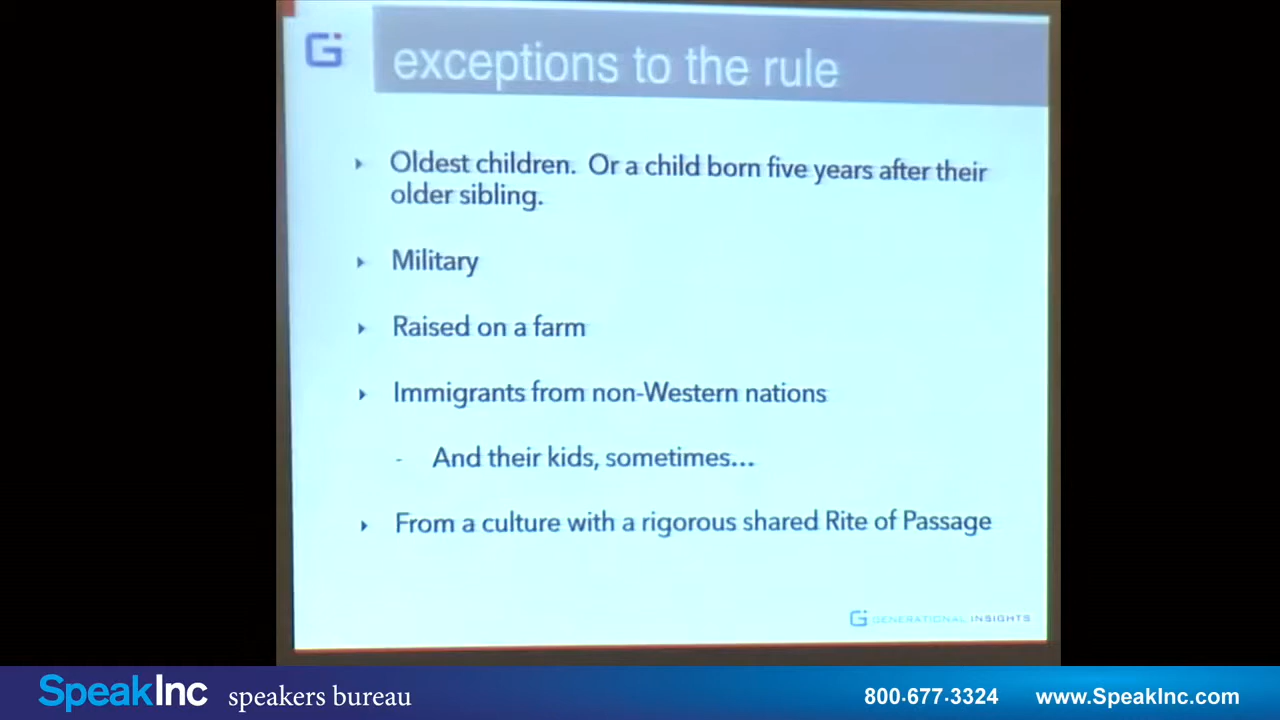 G
exceptions to the rule
Oldest children. Or a child born five years after their
older sibling.
Military
Raised on a farm
Immigrants from non-Western nations
- And their kids, sometimes...
From a culture with a rigorous shared Rite of Passage
G GENERATIONAL INSIGHTS
SpeakInc speakers bureau 800-677-3324 www.SpeakInc.com